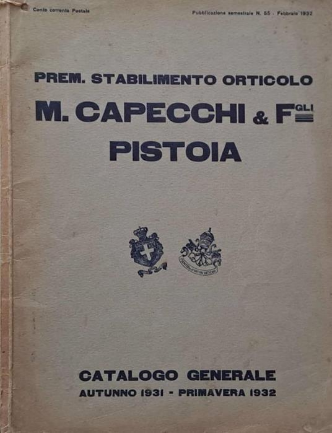 Conto corrente Postale
Pubblicazione semestrale N. 65 - Febbraio 1932
PREM. STABILIMENTO ORTICOLO
M. CAPECCHI & FGLI
PISTOIA
CATALOGO GENERALE
AUTUNNO 1931 - PRIMAVERA 1932